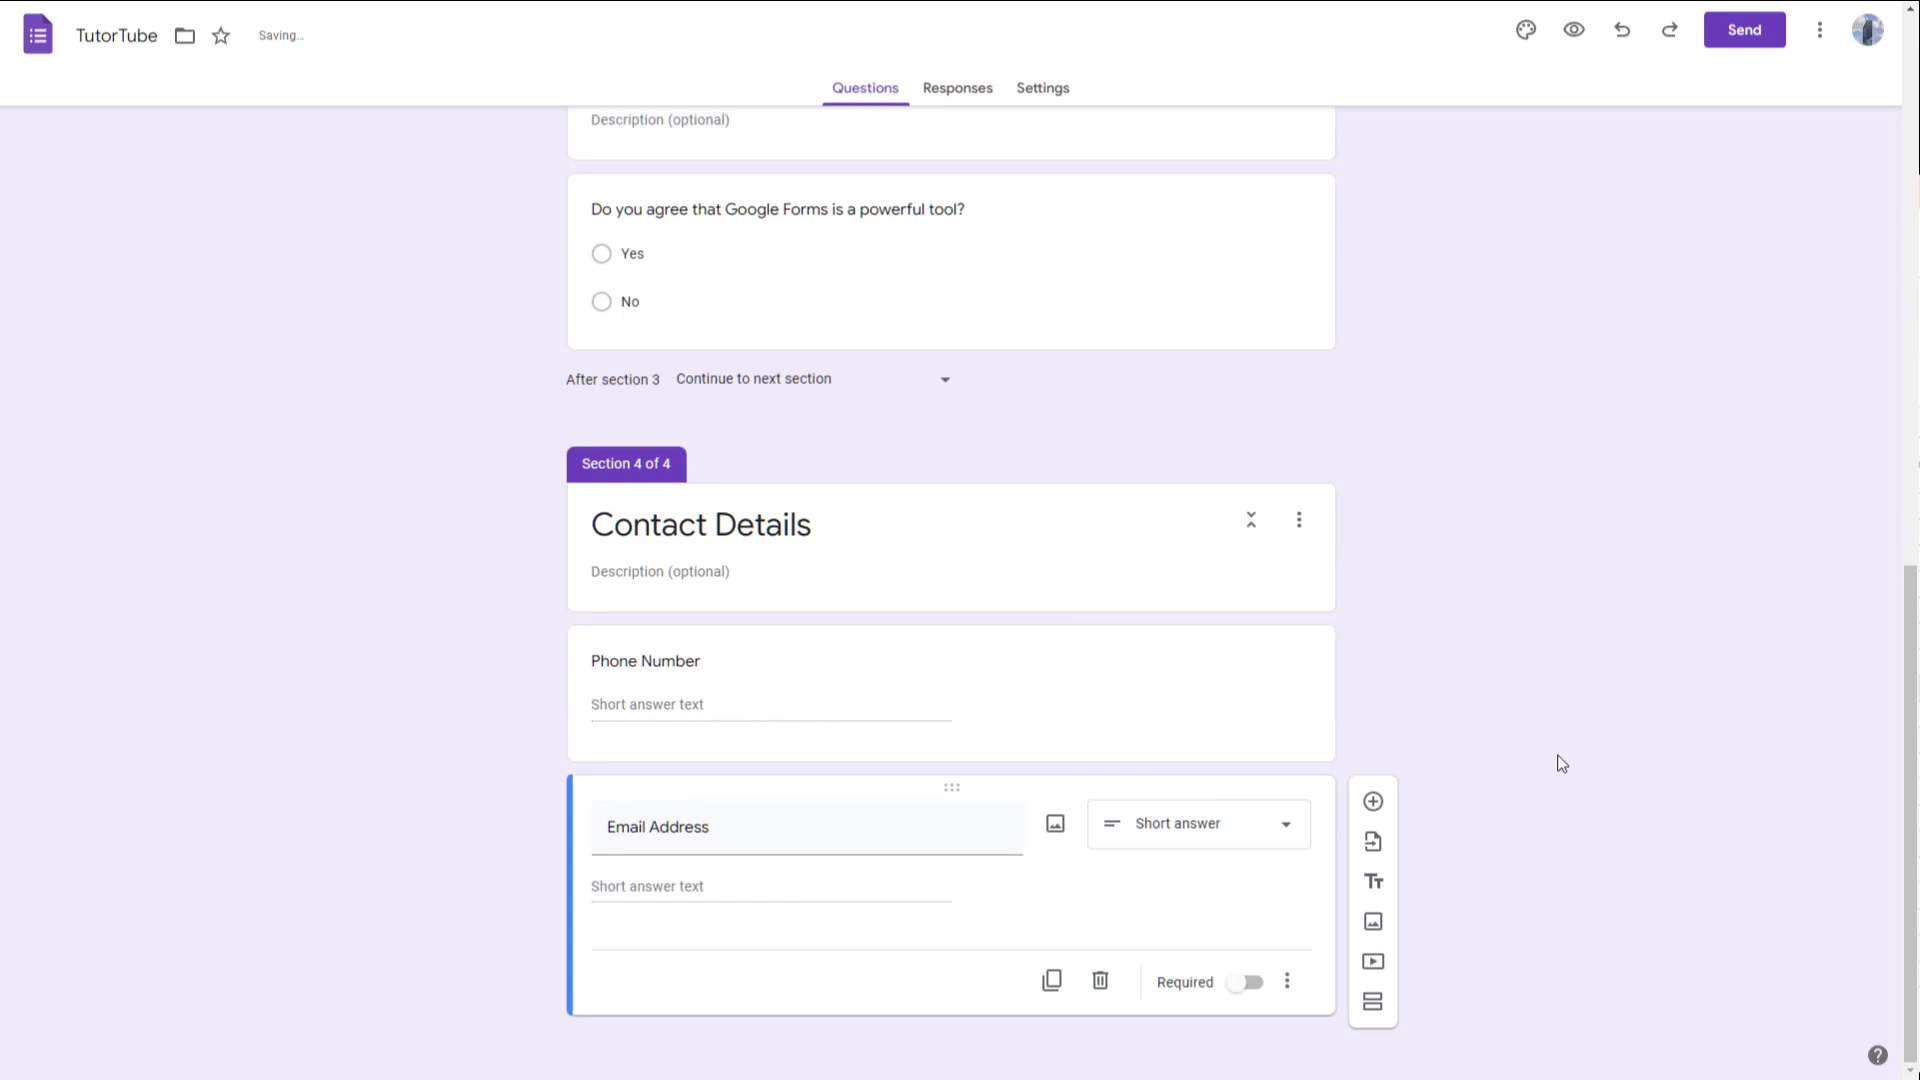 TutorTube
Saving...
Send
Questions
Responses
Settings
Description (optional)
Do you agree that Google Forms is a powerful tool?
Yes
No
After section 3
Continue to next section
Section 4 of 4
Contact Details
Description (optional)
Phone Number
Short answer text
Email Address
Short answer
Short answer text
Required